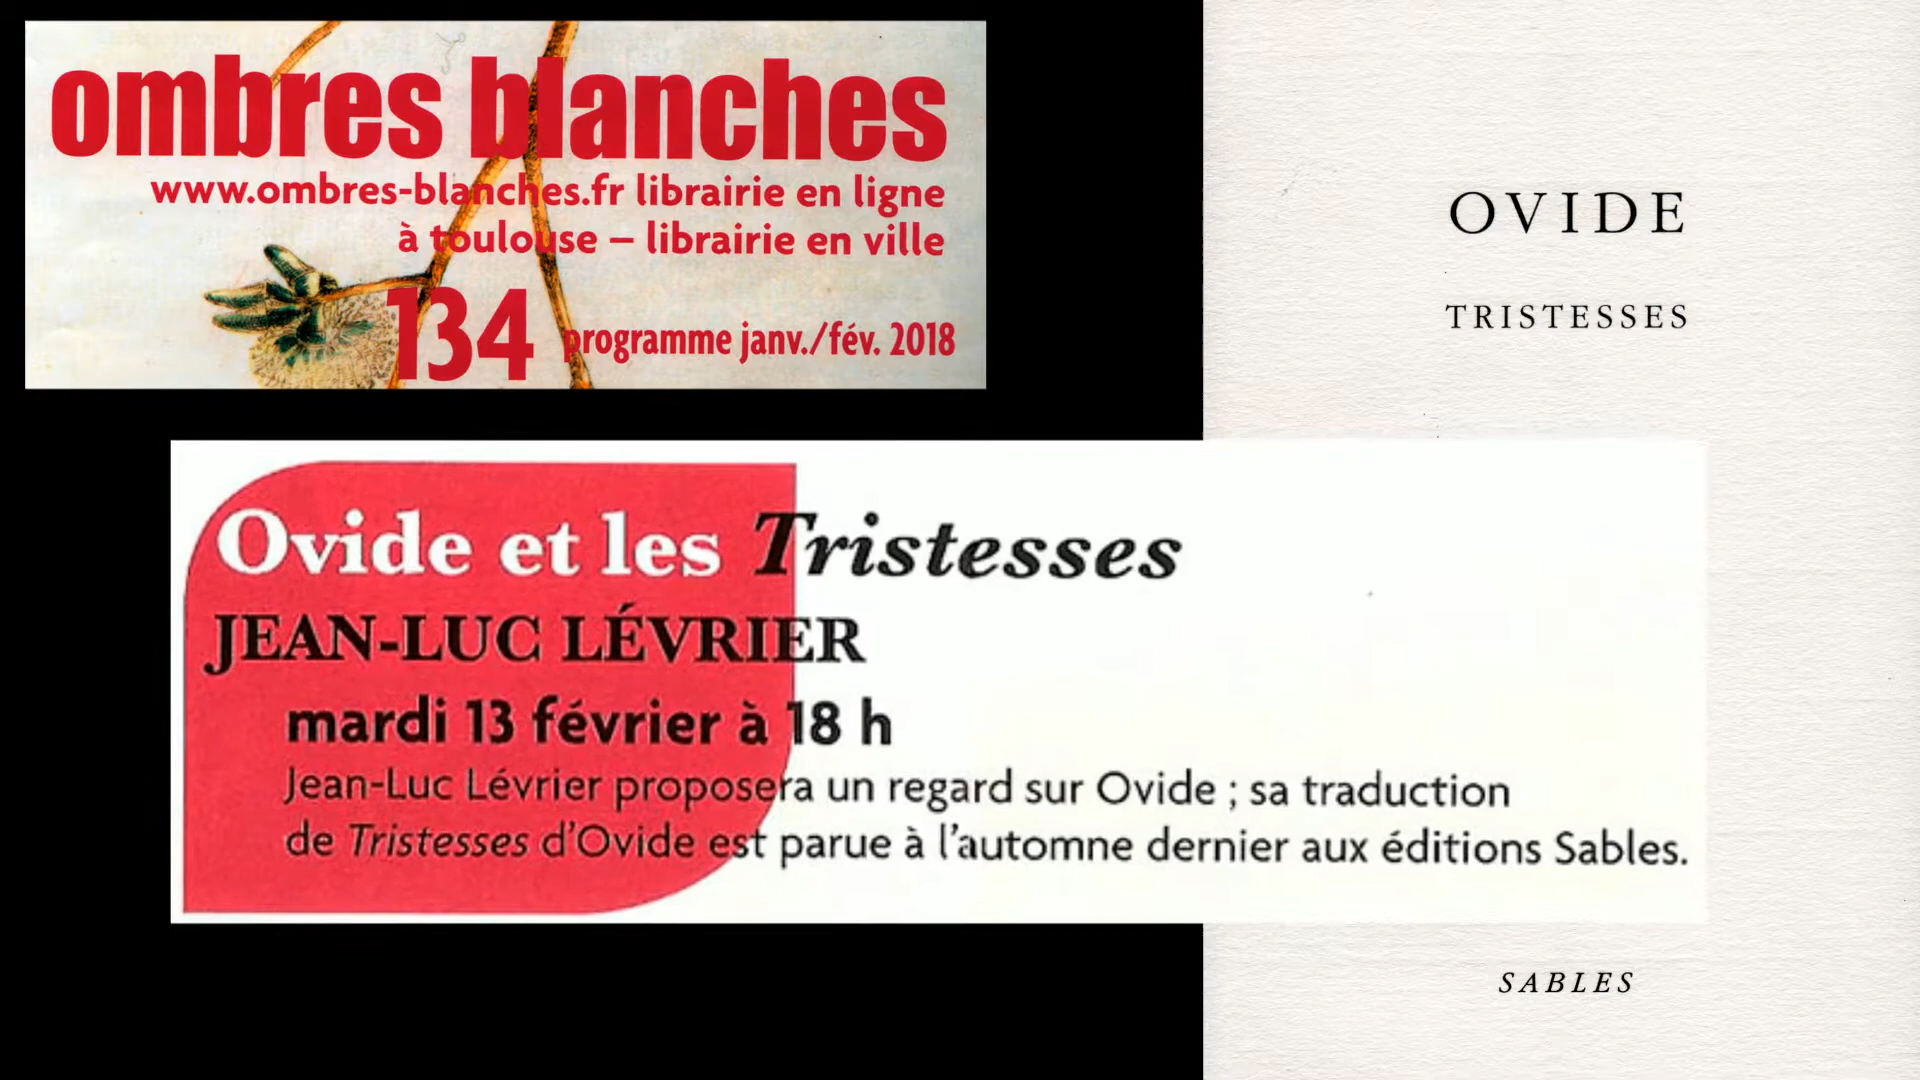 ombres blanches
www.ombres-blanches.fr librairie en ligne
à toulouse – librairie en ville
134 programme janv./fév. 2018
OVIDE
TRISTESSES
Ovide et les Tristesses
JEAN-LUC LÉVRIER
mardi 13 février à 18 h
Jean-Luc Lévrier proposera un regard sur Ovide ; sa traduction
de Tristesses d'Ovide est parue à l'automne dernier aux éditions Sables.
SABLES